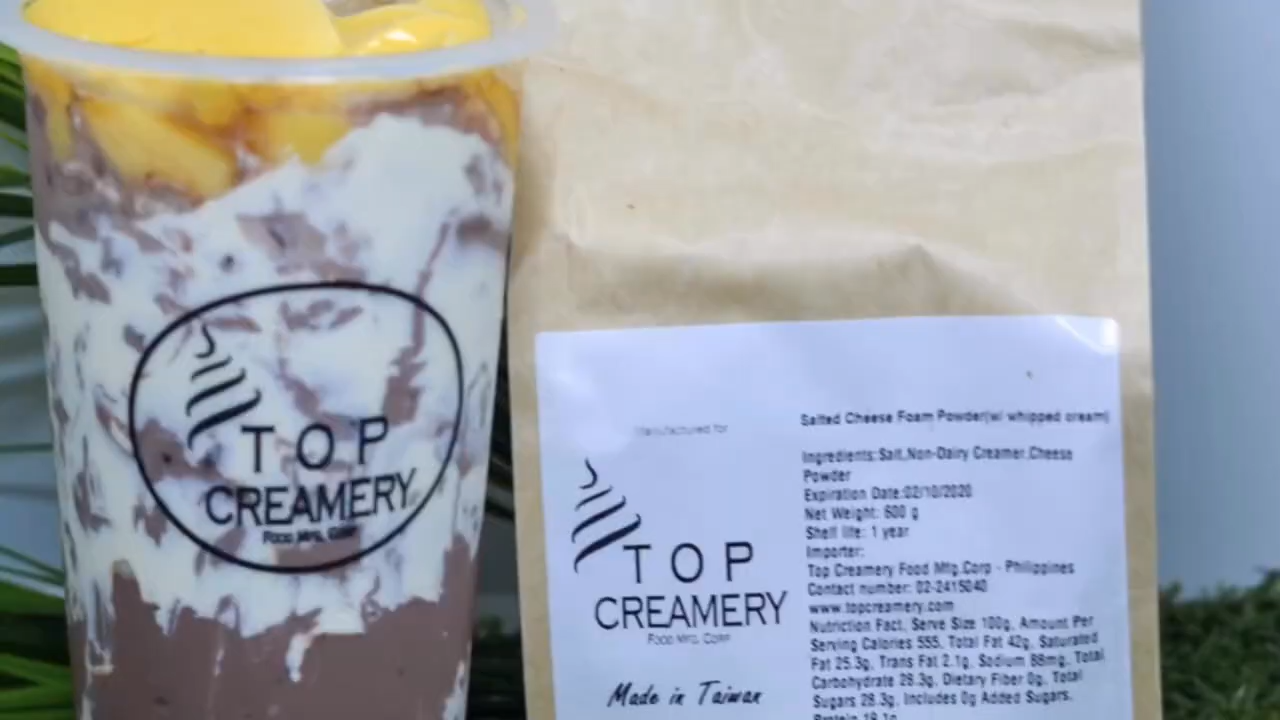 TOP
CREAMERY
FOOD MFG. CORP
Manufactured for
TOP
CREAMERY
FOOD MFG. CORP
Made in Taiwan
Salted Cheese Foam Powder(w/ whipped cream)
Ingredients:Salt,Non-Dairy Creamer,Cheese
Powder
Expiration Date:02/10/2020
Net Weight: 600 g
Shelf life: 1 year
Importer:
Top Creamery Food Mfg.Corp - Philippines
Contact number: 02-2415040
www.topcreamery.com
Nutriction Fact, Serve Size 100g, Amount Per
Serving Calories 555, Total Fat 42g, Saturated
Fat 25.3g, Trans Fat 2.1g, Sodium 88mg, Total
Carbohydrate 28.3g, Dietary Fiber 0g, Total
Sugars 28.3g, Includes 0g Added Sugars,
Protein